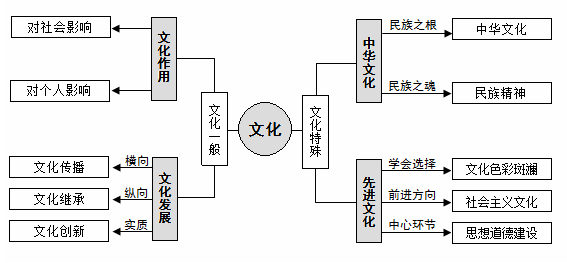 对社会影响
对个人影响
文化作用
文化一般
文化传播
横向
文化继承
纵向
文化创新
实质
文化发展
文化
文化特殊
中华文化
民族之根
中华文化
民族之魂
民族精神
先进文化
学会选择
文化色彩斑斓
前进方向
社会主义文化
中心环节
思想道德建设